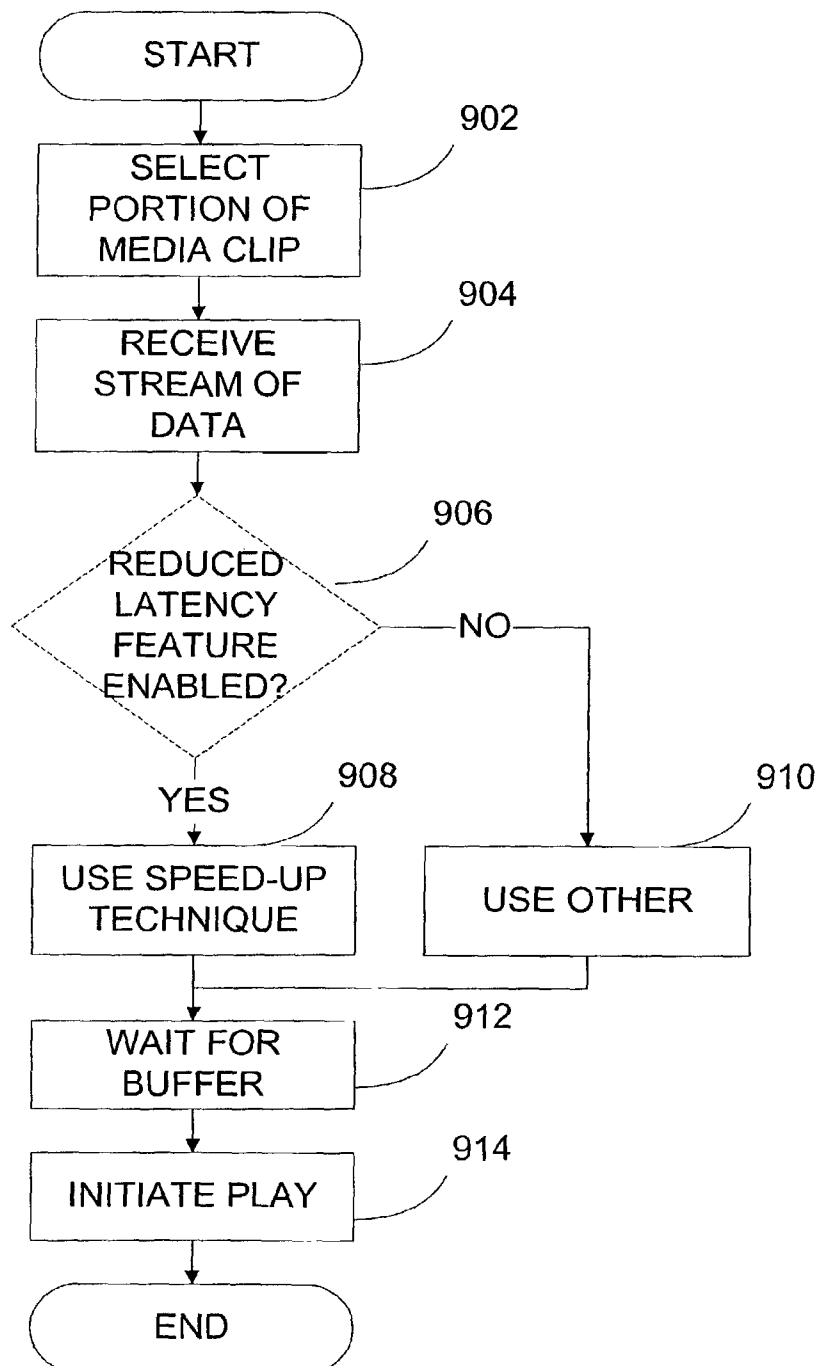 START
902
SELECT
PORTION OF
MEDIA CLIP
904
RECEIVE
STREAM OF
DATA
906
REDUCED
LATENCY
FEATURE
ENABLED?
NO
YES
908
910
USE SPEED-UP
TECHNIQUE
USE OTHER
912
WAIT FOR
BUFFER
914
INITIATE PLAY
END